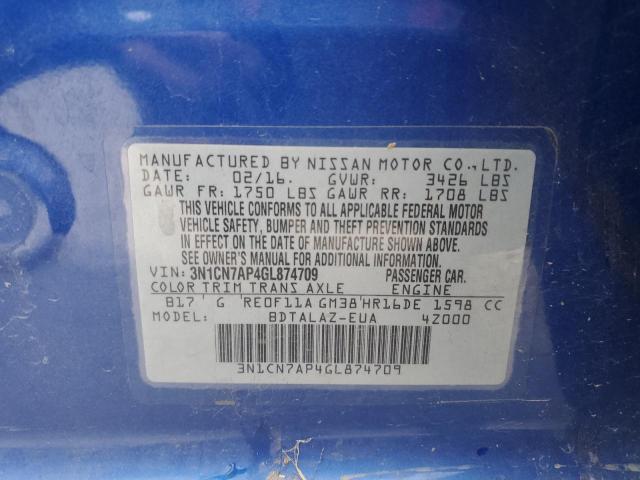 MANUFACTURED BY NISSAN MOTOR CO.,LTD.
DATE: 02/16. GVWR: 3426 LBS
GAWR FR: 1750 LBS GAWR RR: 1708 LBS
THIS VEHICLE CONFORMS TO ALL APPLICABLE FEDERAL MOTOR
VEHICLE SAFETY, BUMPER AND THEFT PREVENTION STANDARDS
IN EFFECT ON THE DATE OF MANUFACTURE SHOWN ABOVE.
SEE OWNERS MANUAL FOR ADDITIONAL INFORMATION.
VIN: 3N1CN7AP4GL874709 PASSENGER CAR.
COLOR TRIM TRANS AXLE ENGINE
B17 G RE0F11A GM38 HR16DE 1598 CC
MODEL: BDTALAZ-EUA 4Z000
3N1CN7AP4GL874709